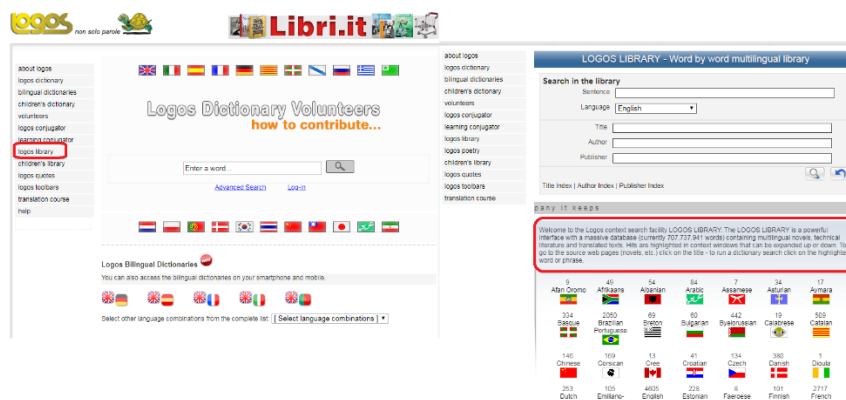 LOGOS non solo parole
Libri.it
about logos
logos dictionary
bilingual dictionaries
children's dictionary
volunteers
logos conjugator
learning conjugator
logos library
children's library
logos quotes
logos toolbars
translation course
help
Logos Dictionary Volunteers
how to contribute...
Enter a word...
Advanced Search Log-in
Logos Bilingual Dictionaries
You can also access the bilingual dictionaries on your smartphone and mobile.
Select other language combinations from the complete list: [ Select language combinations ]
about logos
logos dictionary
bilingual dictionaries
children's dictionary
volunteers
logos conjugator
learning conjugator
logos library
logos poetry
children's library
logos quotes
logos toolbars
translation course
LOGOS LIBRARY - Word by word multilingual library
Search in the library
Sentence
Language English
Title
Author
Publisher
Title Index | Author Index | Publisher Index
pany it keeps
Welcome to the Logos context search facility LOGOS LIBRARY. The LOGOS LIBRARY is a powerful
interface with a massive database (currently 707.737.941 words) containing multilingual novels, technical
literature and translated texts. Hits are highlighted in context windows that can be expanded up or down. To
go to the source web pages (novels, etc.) click on the title - to run a dictionary search click on the highlighte
word or phrase.
9 49 54 84 7 34 17
Afan Oromo Afrikaans Albanian Arabic Assamese Asturian Aymara
334 2050 69 60 442 19 509
Basque Brazilian Portuguese Breton Bulgarian Byelorussian Calabrese Catalan
146 169 13 41 134 380 1
Chinese Corsican Cree Croatian Czech Danish Dioula
253 105 4605 228 8 101 2717
Dutch Emiliano- English Estonian Faeroese Finnish French